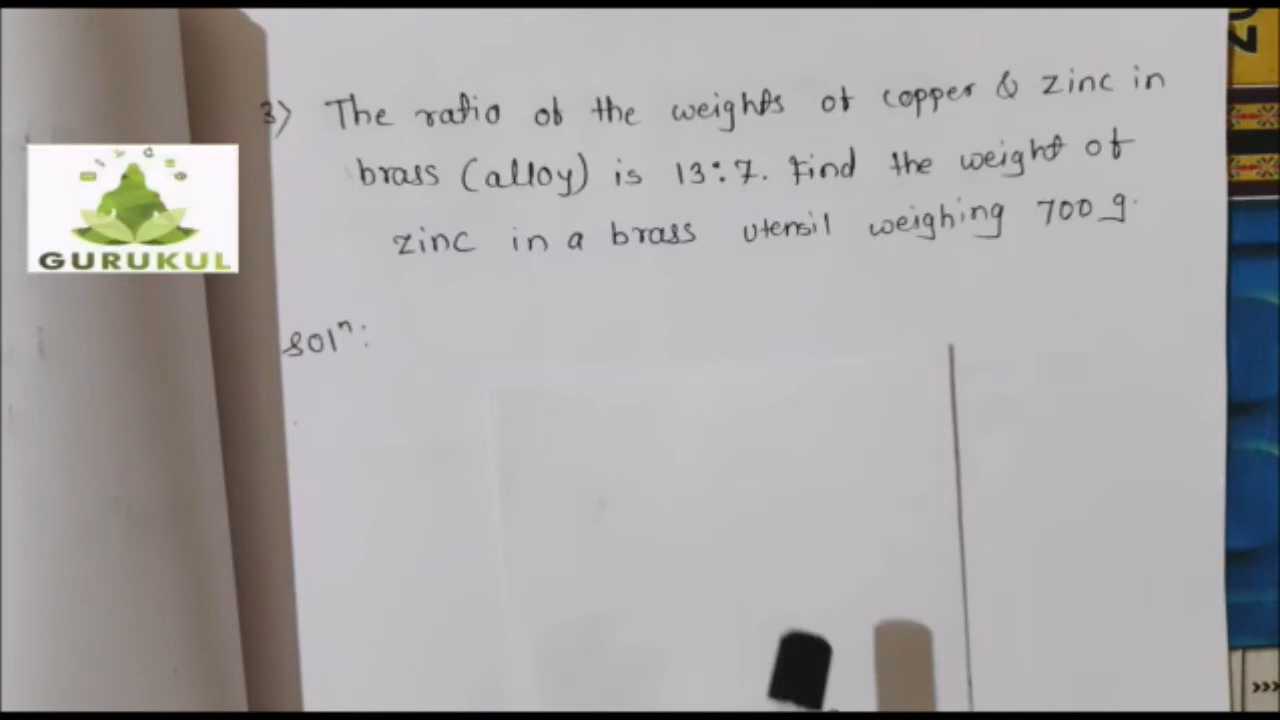 3) The ratio of the weights of copper & zinc in
brass (alloy) is 13:7. Find the weight of
zinc in a brass utensil weighing 700 g.
GURUKUL
Solⁿ:
>>>